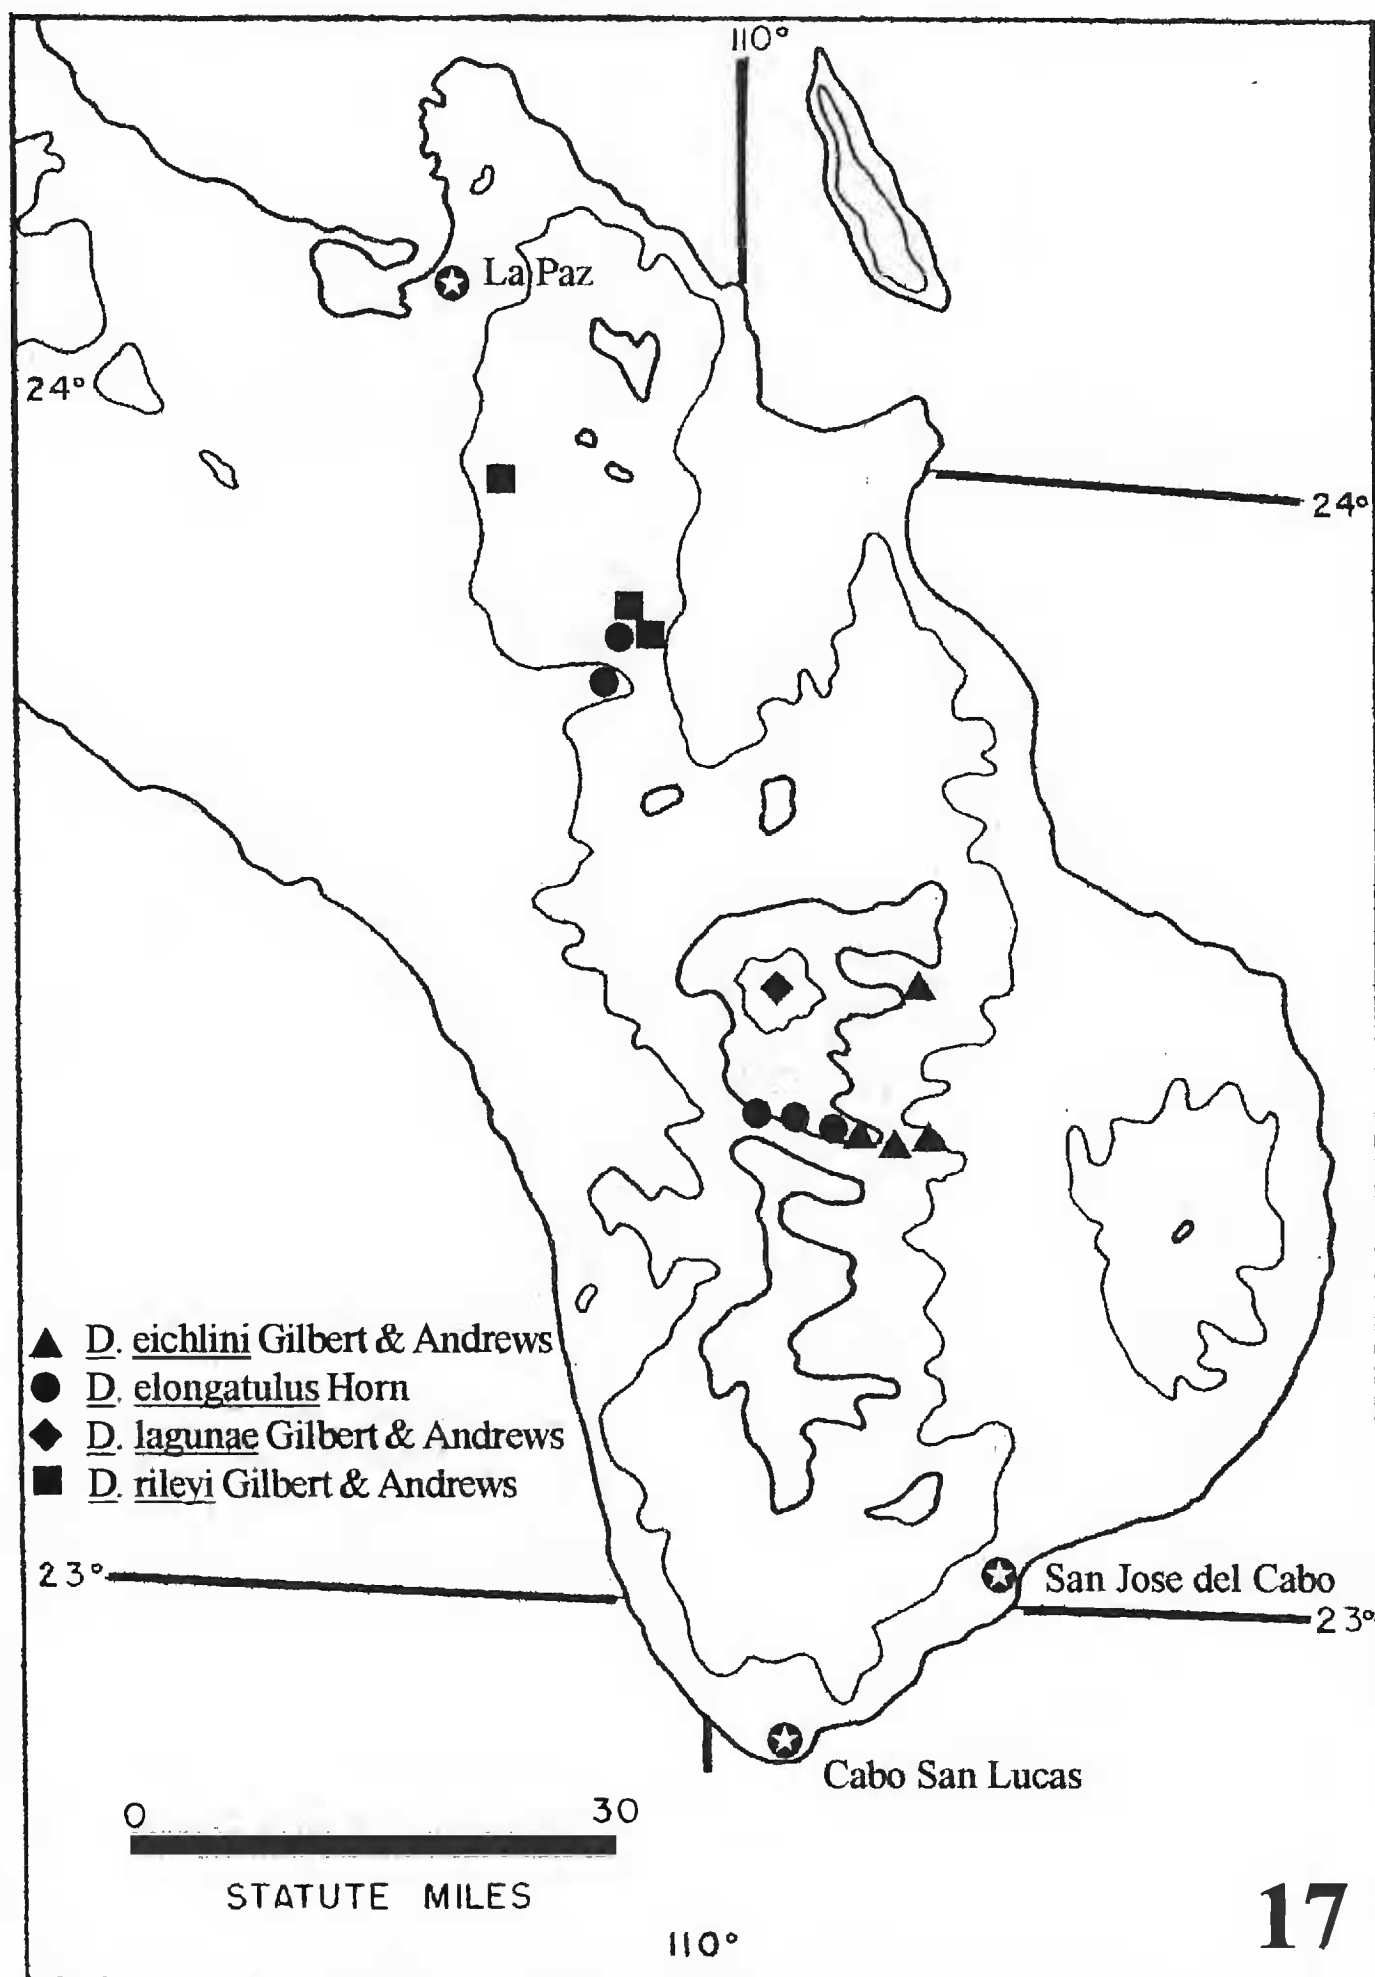 110°
La Paz
24°
24°
D. eichlini Gilbert & Andrews
D. elongatulus Horn
D. lagunae Gilbert & Andrews
D. rileyi Gilbert & Andrews
23°
San Jose del Cabo
23°
Cabo San Lucas
0 30
STATUTE MILES
17
110°